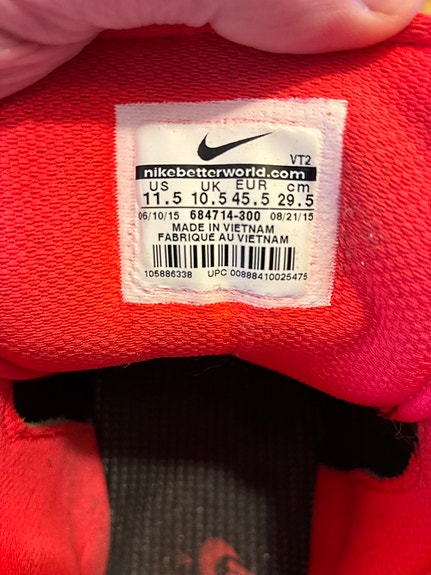 VT2
nikebetterworld.com
US UK EUR cm
11.5 10.5 45.5 29.5
06/10/15 684714-300 08/21/15
MADE IN VIETNAM
FABRIQUE AU VIETNAM
105886338 UPC 00888410025475